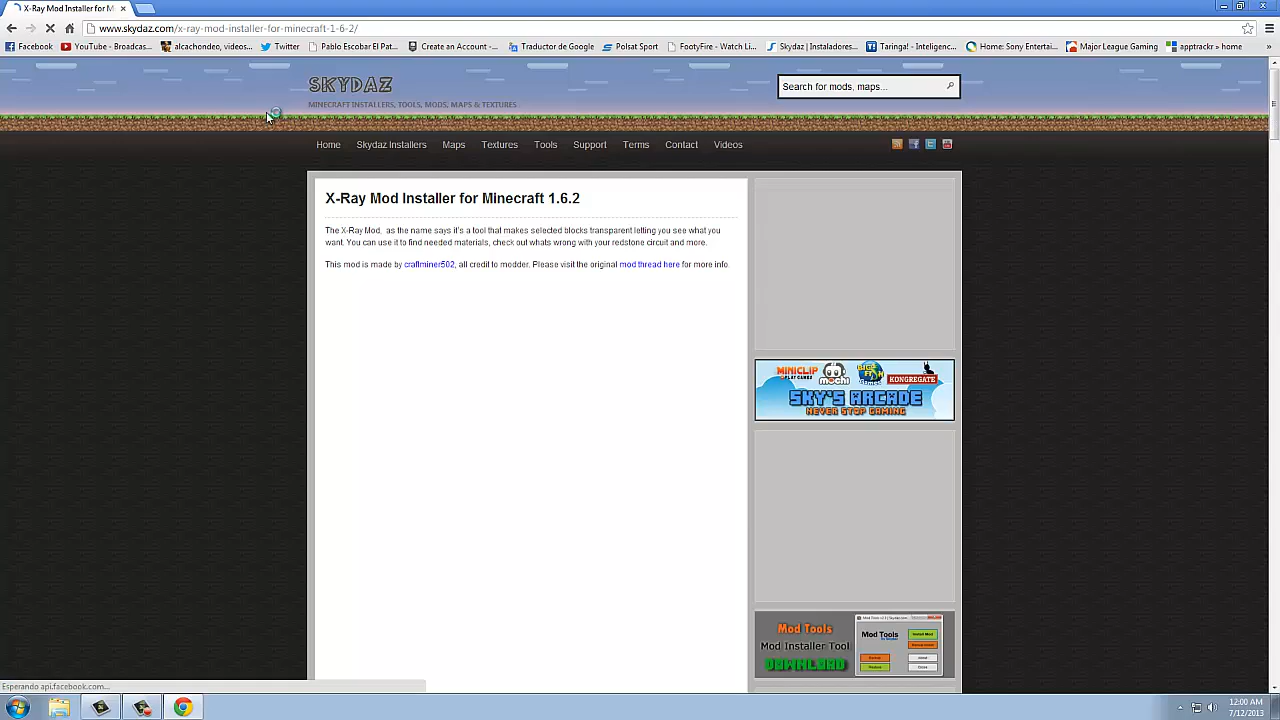 X-Ray Mod Installer for M
www.skydaz.com/x-ray-mod-installer-for-minecraft-1-6-2/
Facebook YouTube - Broadcas... alcachondeo, videos... Twitter Pablo Escobar El Pat... Create an Account -... Traductor de Google Polsat Sport FootyFire - Watch Li... Skydaz | Instaladores... Taringa! - Inteligenc... Home: Sony Entertai... Major League Gaming apptrackr » home »
SKYDAZ
MINECRAFT INSTALLERS, TOOLS, MODS, MAPS & TEXTURES
Search for mods, maps...
Home Skydaz Installers Maps Textures Tools Support Terms Contact Videos
X-Ray Mod Installer for Minecraft 1.6.2
The X-Ray Mod, as the name says it's a tool that makes selected blocks transparent letting you see what you
want. You can use it to find needed materials, check out whats wrong with your redstone circuit and more.
This mod is made by craftminer502, all credit to modder. Please visit the original mod thread here for more info.
MINICLIP
PLAY GAMES
mochi
BIG FISH
Games
KONGREGATE
SKY'S ARCADE
NEVER STOP GAMING
Mod Tools
Mod Installer Tool
DOWNLOAD
Mod Tools
Install Mod
Esperando api.facebook.com...
12:00 AM
7/12/2013